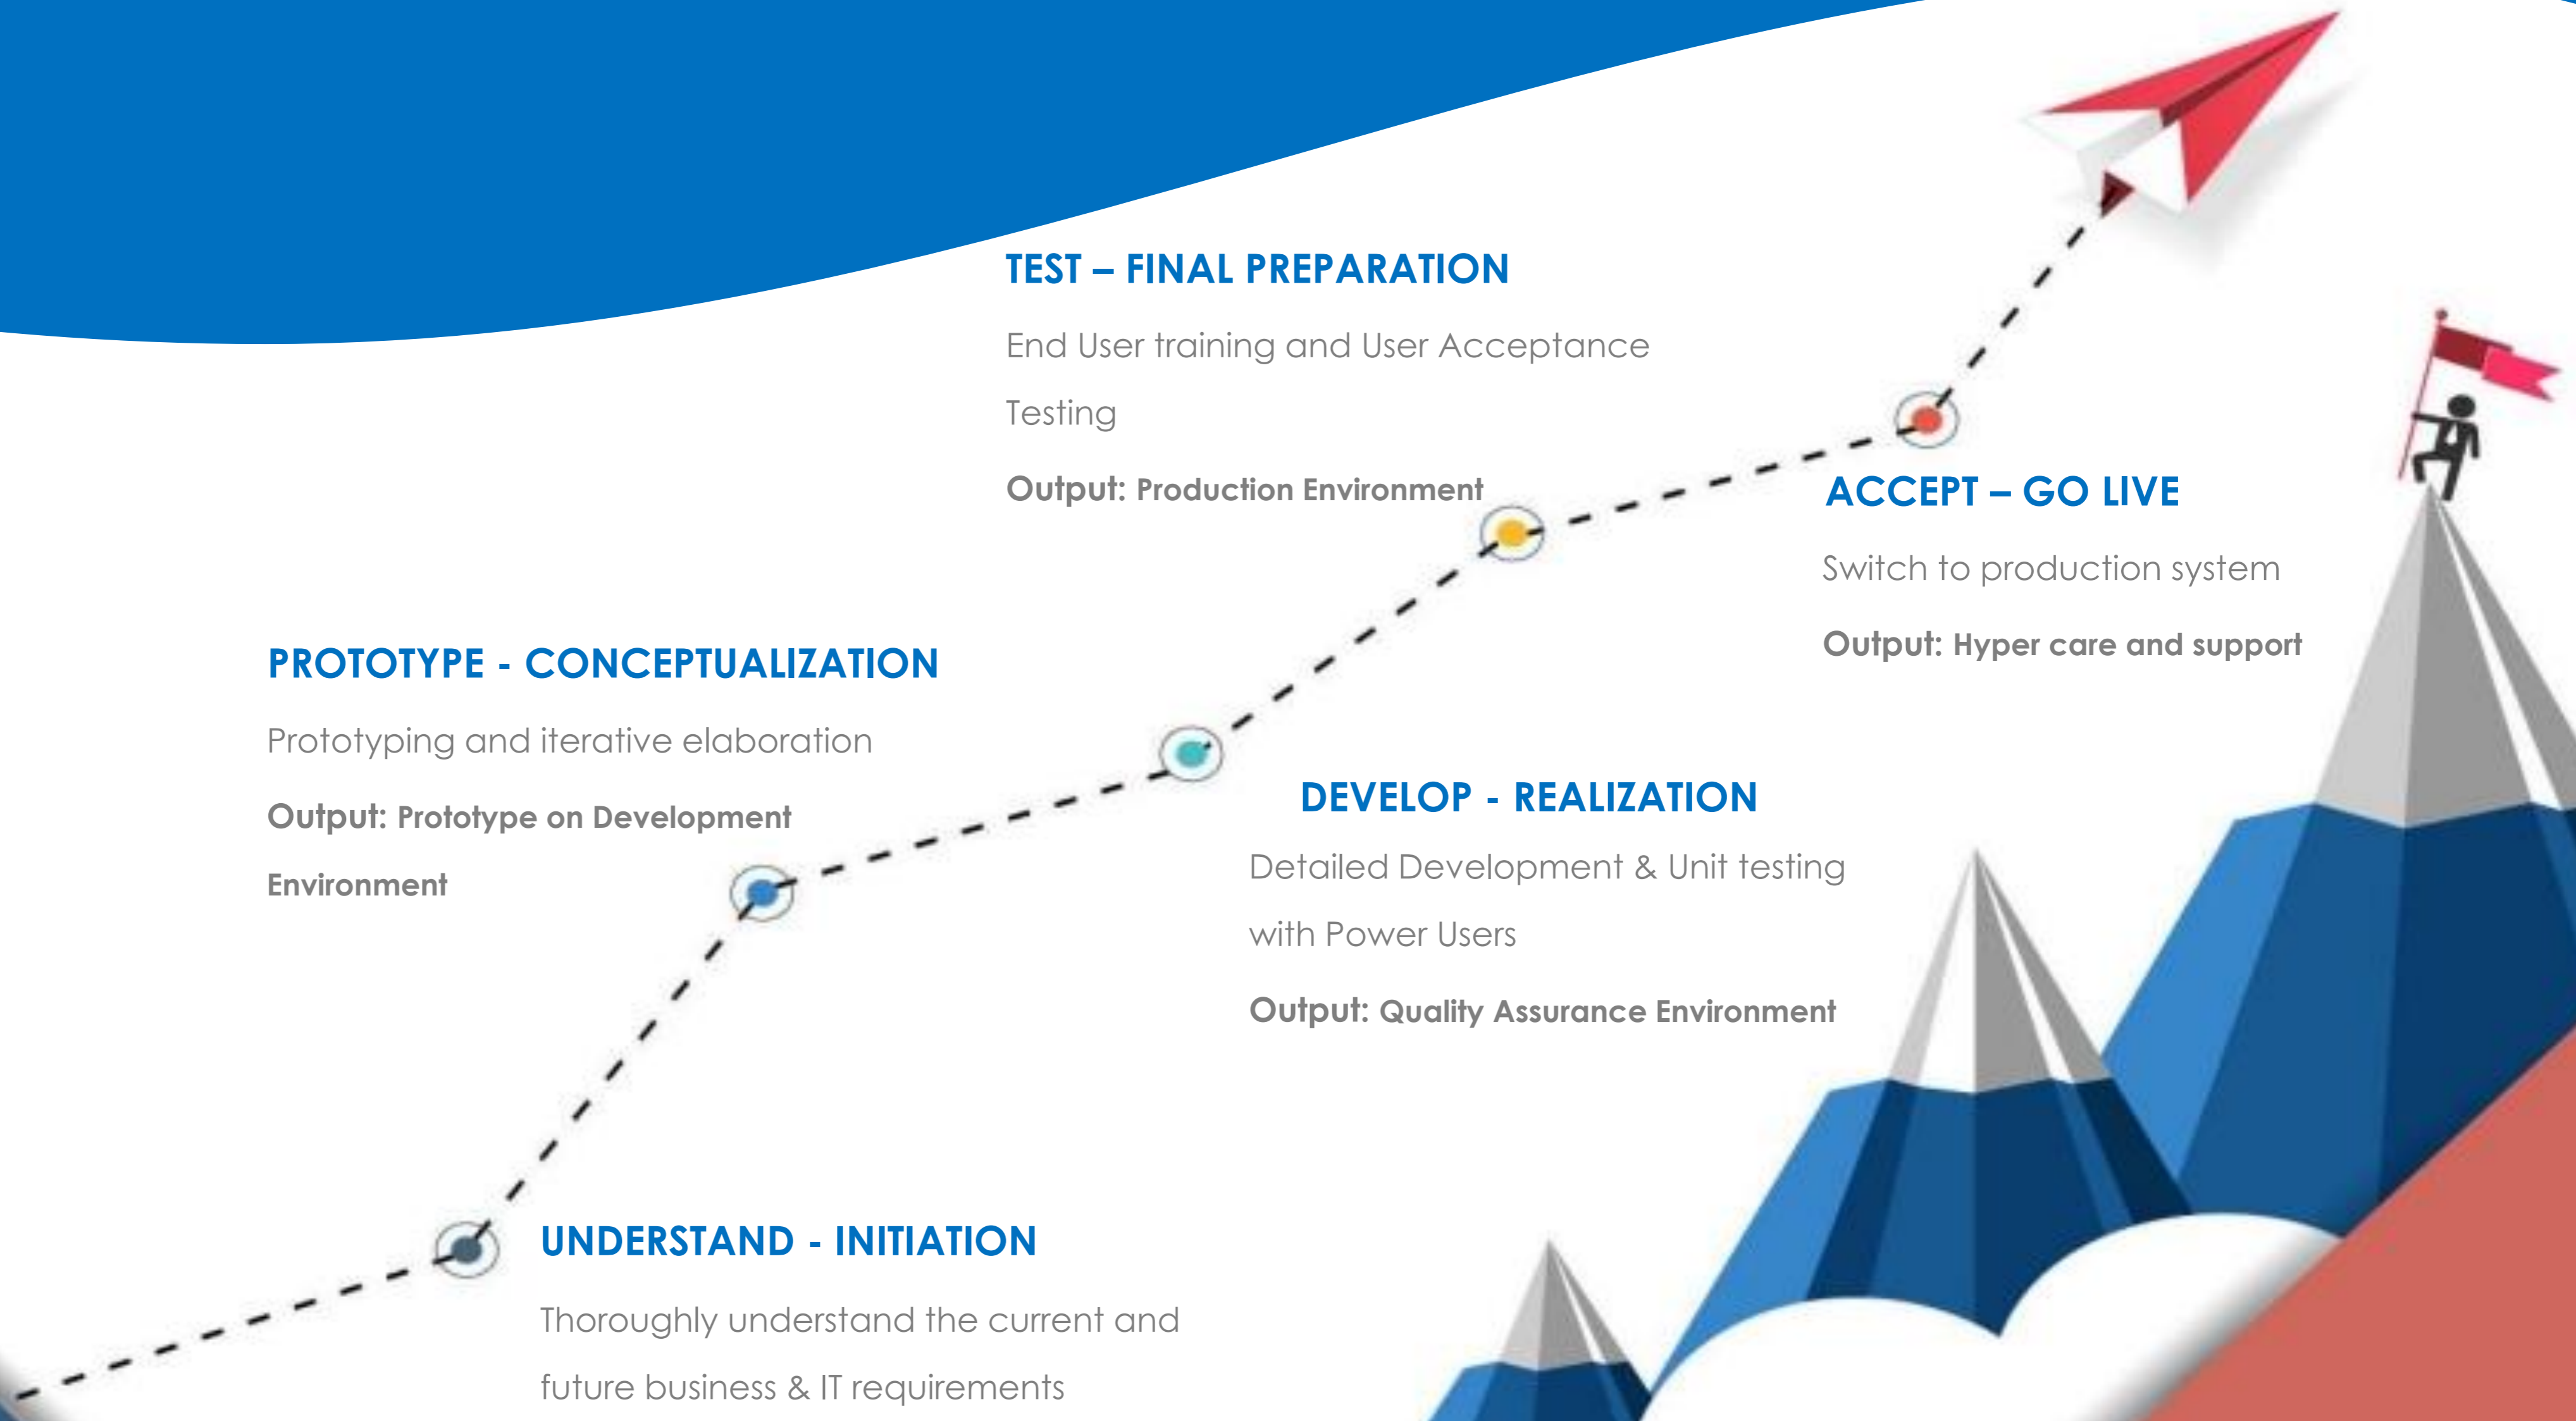 TEST – FINAL PREPARATION
End User training and User Acceptance
Testing
Output: Production Environment
ACCEPT – GO LIVE
Switch to production system
Output: Hyper care and support
PROTOTYPE - CONCEPTUALIZATION
Prototyping and iterative elaboration
Output: Prototype on Development
Environment
DEVELOP - REALIZATION
Detailed Development & Unit testing
with Power Users
Output: Quality Assurance Environment
UNDERSTAND - INITIATION
Thoroughly understand the current and
future business & IT requirements